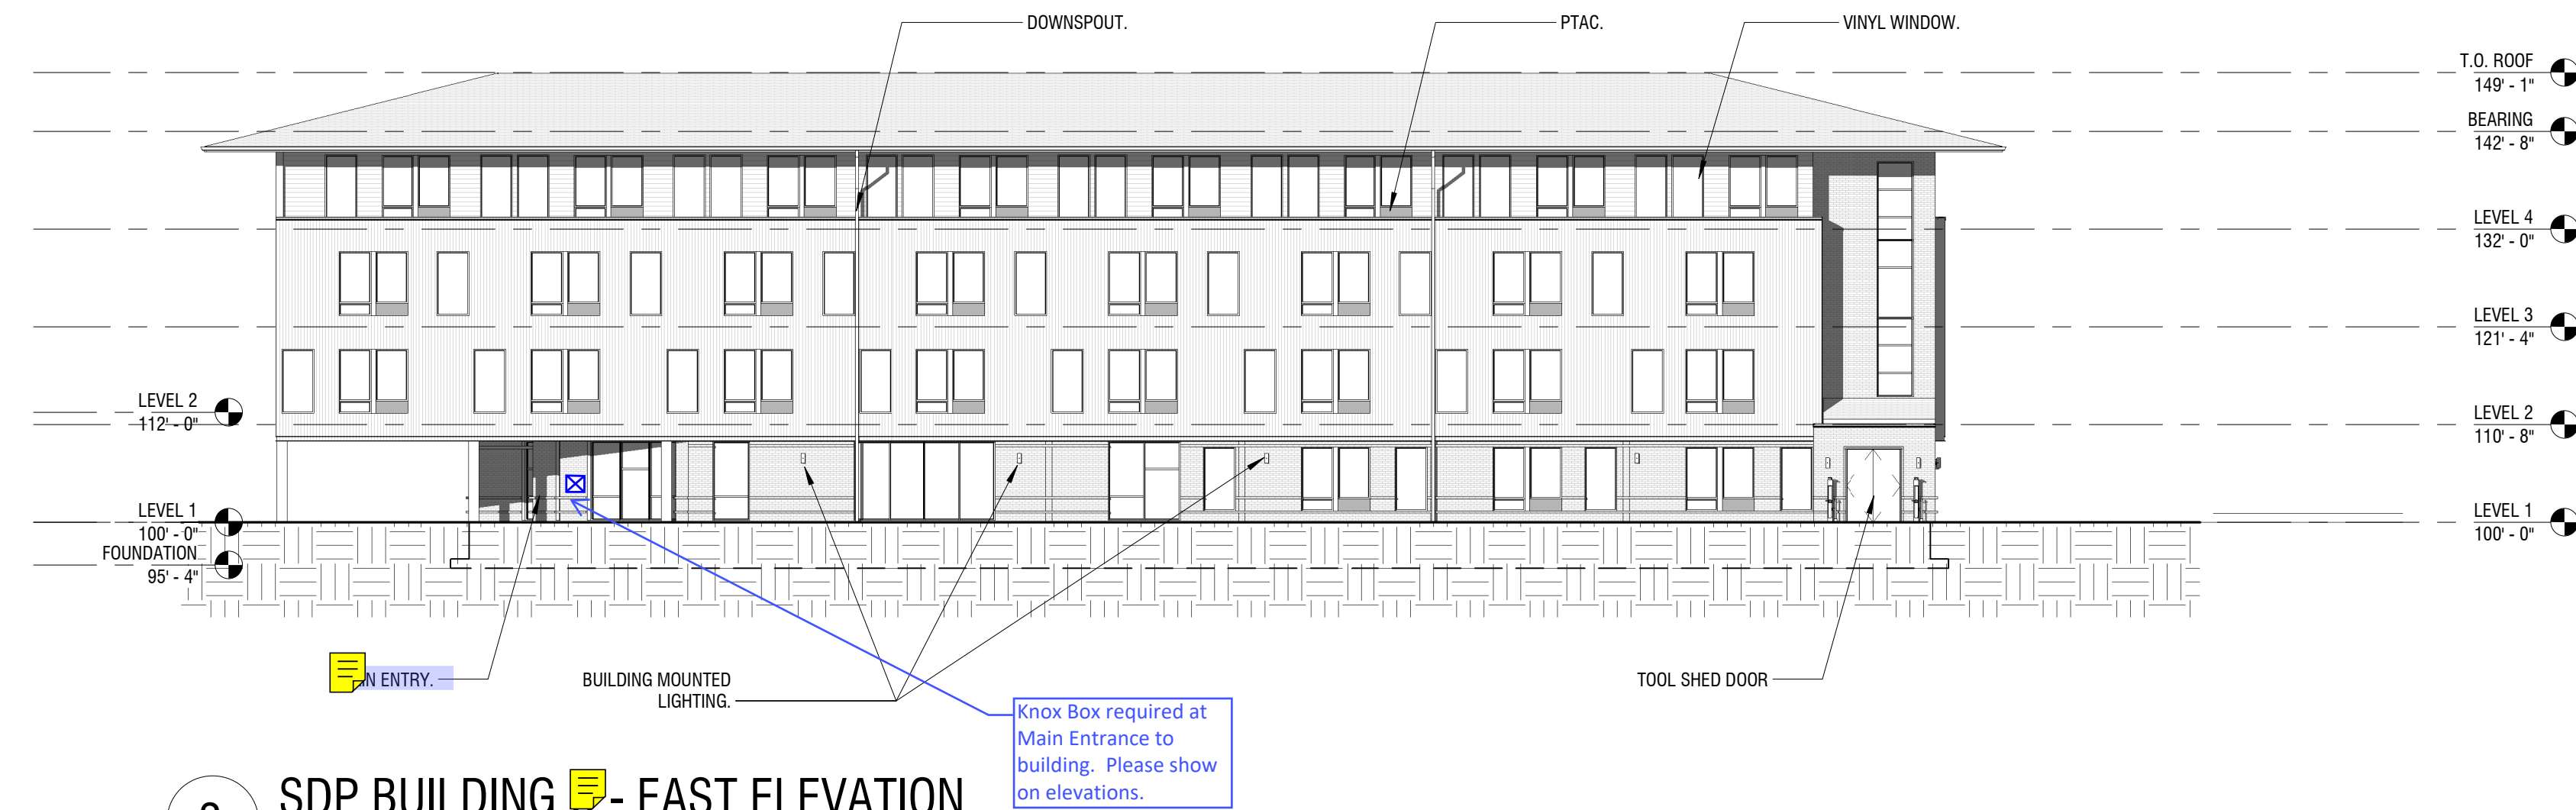 DOWNSPOUT.
PTAC.
VINYL WINDOW.
T.O. ROOF
149' - 1"
BEARING
142' - 8"
LEVEL 4
132' - 0"
LEVEL 3
121' - 4"
LEVEL 2
112' - 0"
LEVEL 2
110' - 8"
LEVEL 1
100' - 0"
FOUNDATION
95' - 4"
LEVEL 1
100' - 0"
IN ENTRY.
BUILDING MOUNTED
LIGHTING.
TOOL SHED DOOR
Knox Box required at
Main Entrance to
building. Please show
on elevations.
SDP BUILDING - EAST ELEVATION